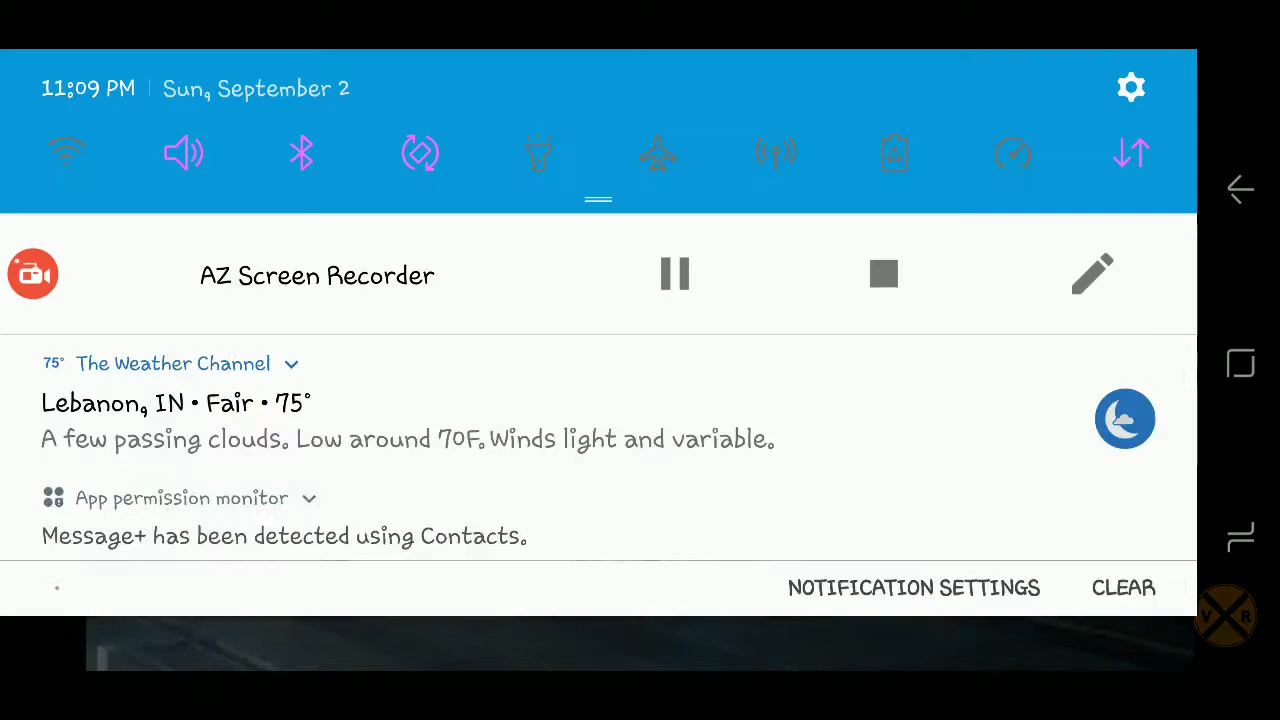 11:09 PM | Sun, September 2
AZ Screen Recorder
75° The Weather Channel
Lebanon, IN • Fair • 75°
A few passing clouds. Low around 70F. Winds light and variable.
App permission monitor
Message+ has been detected using Contacts.
NOTIFICATION SETTINGS CLEAR
V R